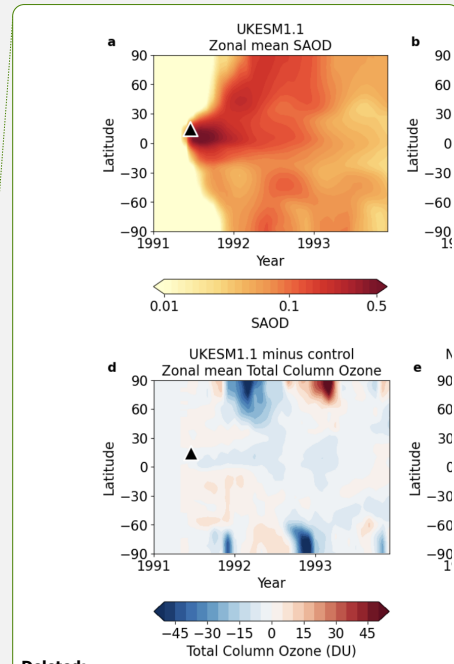 UKESM1.1
a
Zonal mean SAOD
b
90
60
30
0
−30
−60
−90
Latitude
1991
1992
1993
Year
0.01
0.1
0.5
SAOD
UKESM1.1 minus control
d
Zonal mean Total Column Ozone
e
90
60
30
0
−30
−60
−90
Latitude
1991
1992
1993
Year
−45
−30
−15
0
15
30
45
Total Column Ozone (DU)